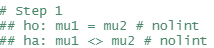 # Step 1
## ho: mu1 = mu2 # nolint
## ha: mu1 <> mu2 # nolint